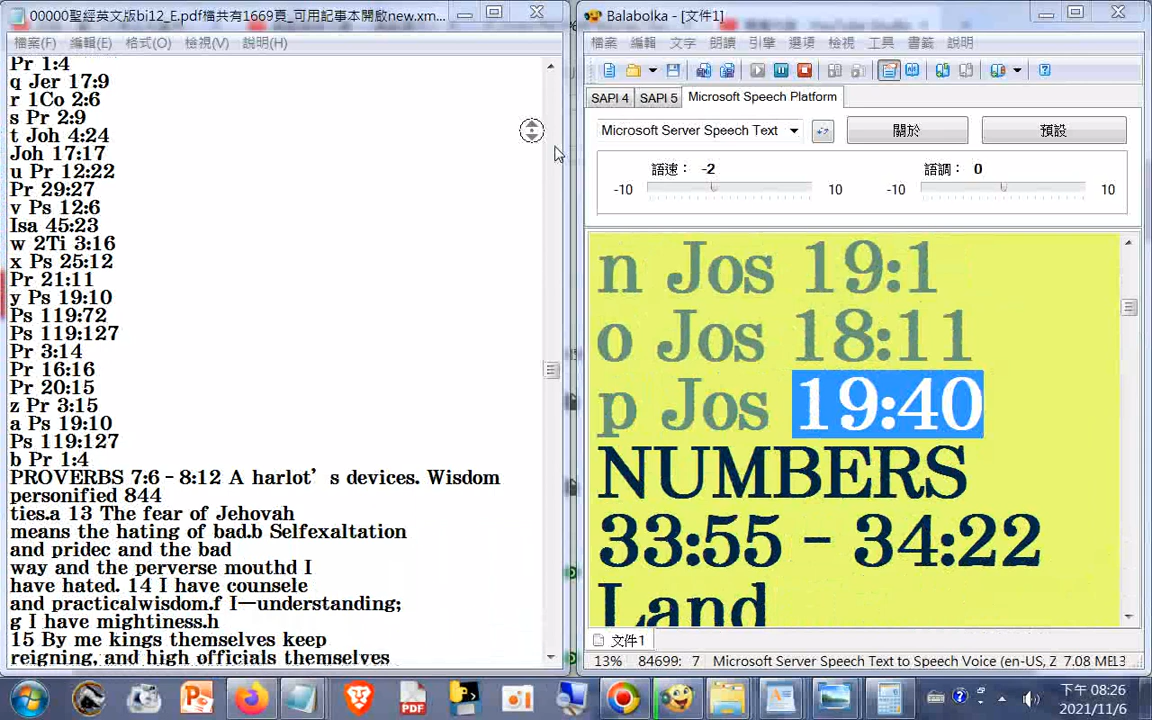 00000聖經英文版bi12_E.pdf檔共有1669頁_可用記事本開啟new.xm...
檔案(F) 編輯(E) 格式(O) 檢視(V) 說明(H)
Pr 1:4
q Jer 17:9
r 1Co 2:6
s Pr 2:9
t Joh 4:24
Joh 17:17
u Pr 12:22
Pr 29:27
v Ps 12:6
Isa 45:23
w 2Ti 3:16
x Ps 25:12
Pr 21:11
y Ps 19:10
Ps 119:72
Ps 119:127
Pr 3:14
Pr 16:16
Pr 20:15
z Pr 3:15
a Ps 19:10
Ps 119:127
b Pr 1:4
PROVERBS 7:6 - 8:12 A harlot’s devices. Wisdom
personified 844
ties.a 13 The fear of Jehovah
means the hating of bad.b Selfexaltation
and pridec and the bad
way and the perverse mouthd I
have hated. 14 I have counsele
and practicalwisdom.f I—understanding;
g I have mightiness.h
15 By me kings themselves keep
reigning, and high officials themselves
Balabolka - [文件1]
檔案 編輯 文字 朗讀 引擎 選項 檢視 工具 書籤 說明
SAPI 4 SAPI 5 Microsoft Speech Platform
Microsoft Server Speech Text 關於 預設
語速： -2 語調： 0
-10 10 -10 10
n Jos 19:1
o Jos 18:11
p Jos 19:40
NUMBERS
33:55 - 34:22
Land
文件1
13% 84699: 7 Microsoft Server Speech Text to Speech Voice (en-US, Z 7.08 МЕГ
下午 08:26
2021/11/6